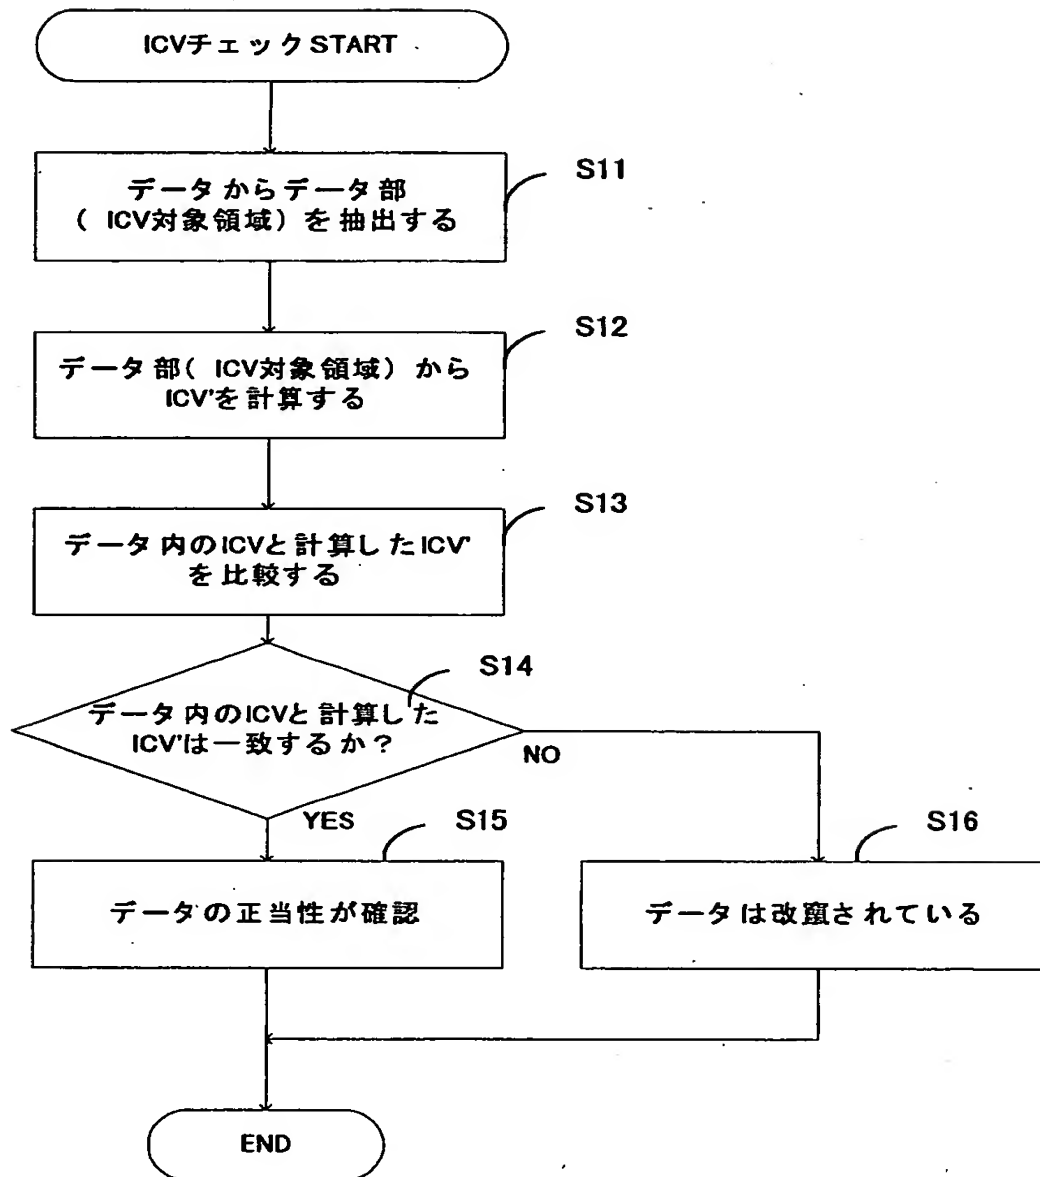 ICVチェックSTART
S11
データからデータ部
（ICV対象領域）を抽出する
S12
データ部（ICV対象領域）から
ICV'を計算する
S13
データ内のICVと計算したICV'
を比較する
S14
データ内のICVと計算した
ICV'は一致するか？
NO
YES
S15
S16
データの正当性が確認
データは改竄されている
END